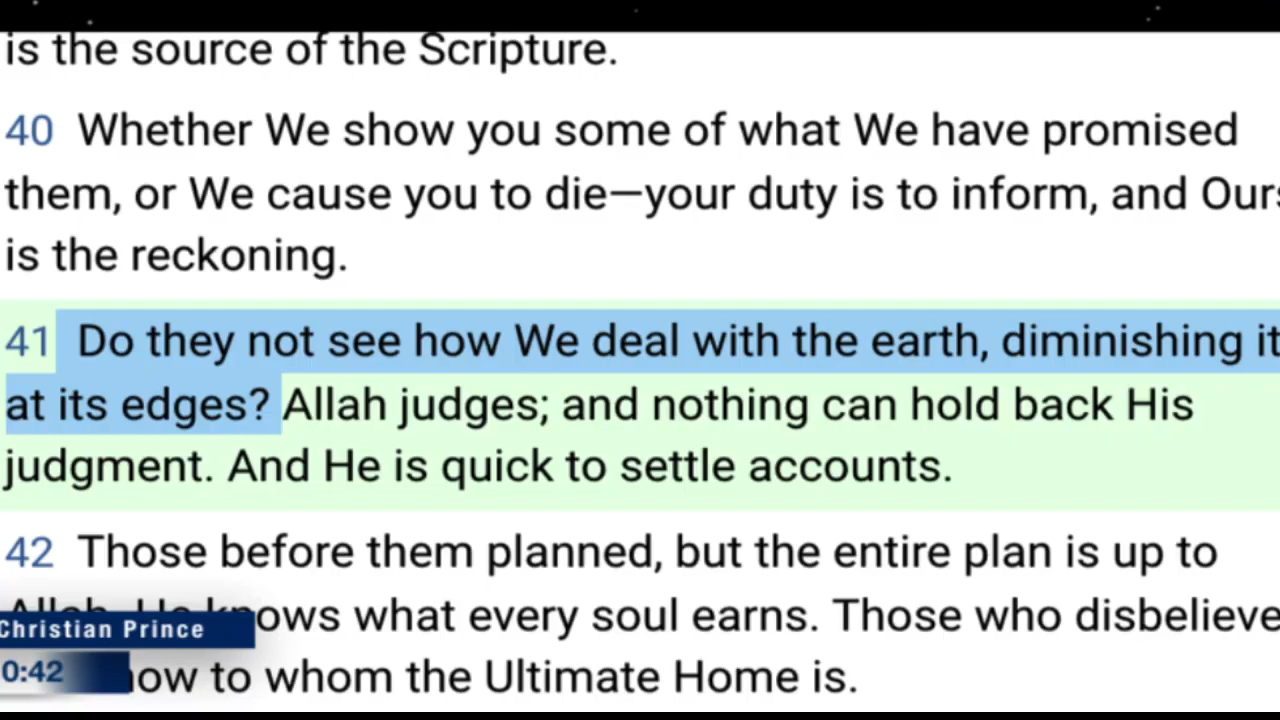 is the source of the Scripture.
40 Whether We show you some of what We have promised
them, or We cause you to die—your duty is to inform, and Ours
is the reckoning.
41 Do they not see how We deal with the earth, diminishing it
at its edges? Allah judges; and nothing can hold back His
judgment. And He is quick to settle accounts.
42 Those before them planned, but the entire plan is up to
knows what every soul earns. Those who disbelieve
to whom the Ultimate Home is.
Christian Prince
0:42